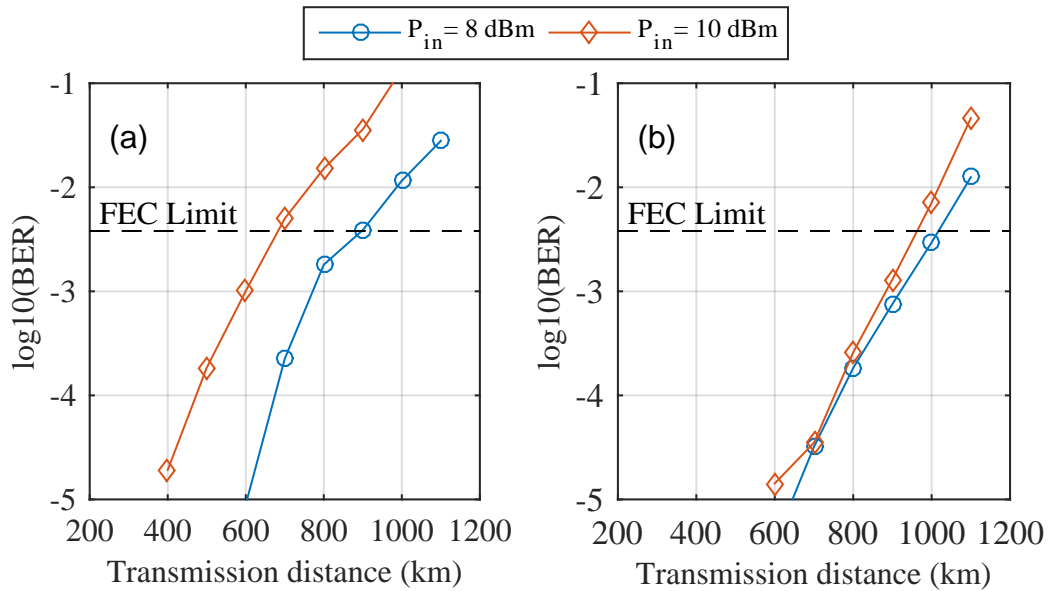 P_in= 8 dBm P_in= 10 dBm
(a)
FEC Limit
-1
-2
-3
-4
-5
log10(BER)
200 400 600 800 1000 1200
Transmission distance (km)
(b)
FEC Limit
-1
-2
-3
-4
-5
log10(BER)
200 400 600 800 1000 1200
Transmission distance (km)